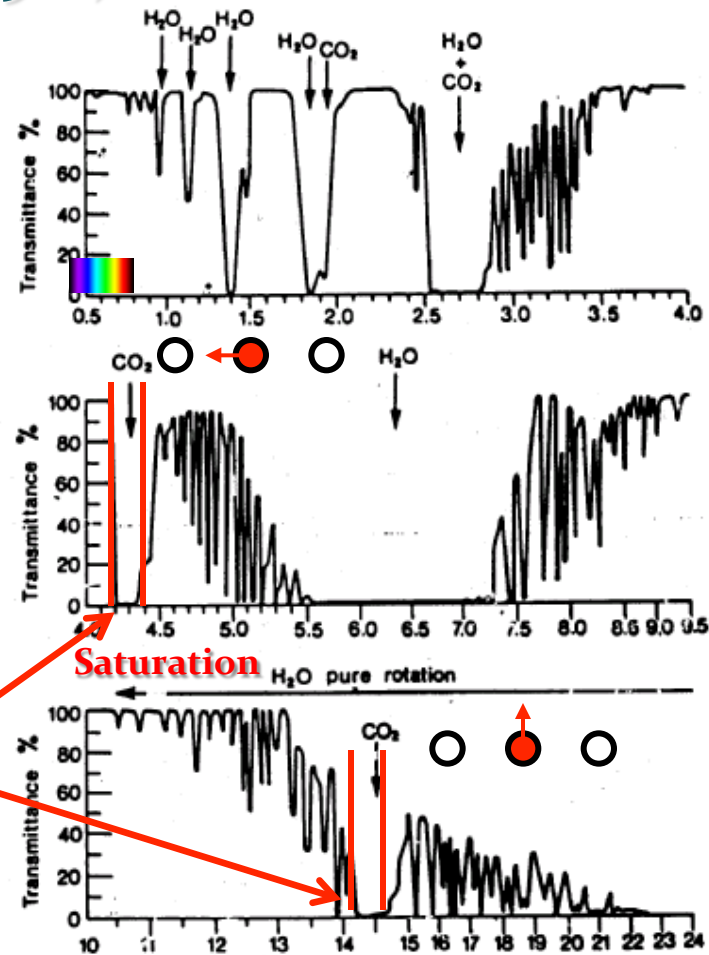 H₂O H₂O H₂O H₂O CO₂ H₂O + CO₂
Transmittance %
100
80
60
40
20
0
0.5 1.0 1.5 2.0 2.5 3.0 3.5 4.0
CO₂ H₂O
Transmittance %
100
80
60
40
20
0
4.5 5.0 5.5 6.0 6.5 7.0 7.5 8.0 8.5 9.0 9.5
Saturation
H₂O pure rotation
CO₂
Transmittance %
100
80
60
40
20
0
10 11 12 13 14 15 16 17 18 19 20 21 22 23 24